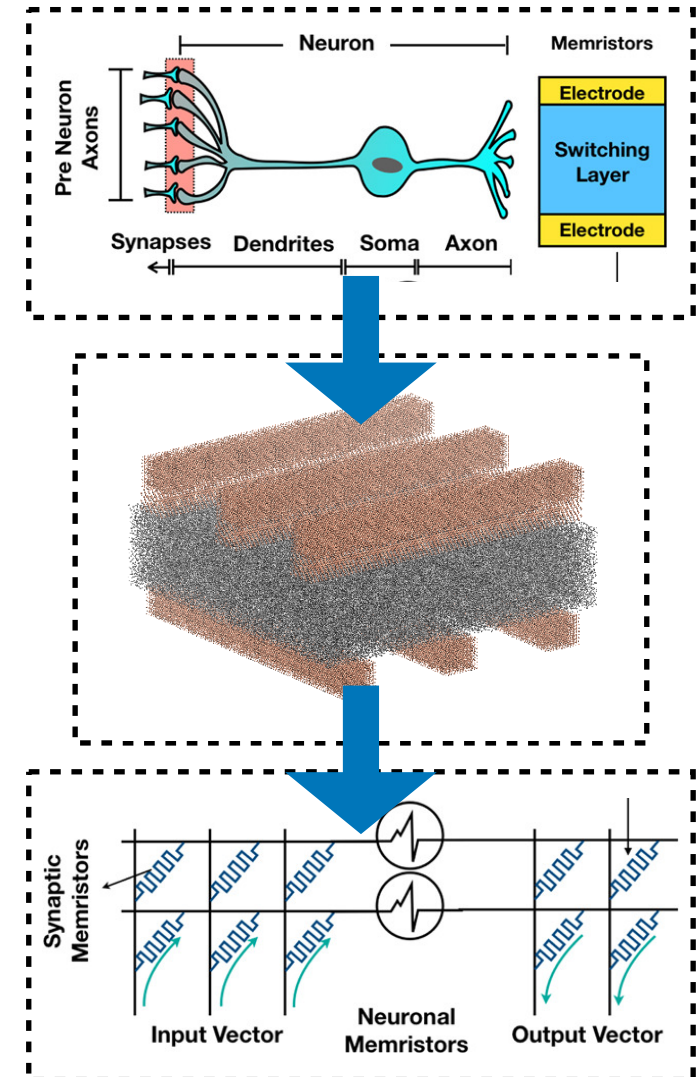 Neuron
Memristors
Pre Neuron
Axons
Electrode
Switching
Layer
Electrode
Synapses
Dendrites
Soma
Axon
Synaptic
Memristors
Input Vector
Neuronal
Memristors
Output Vector